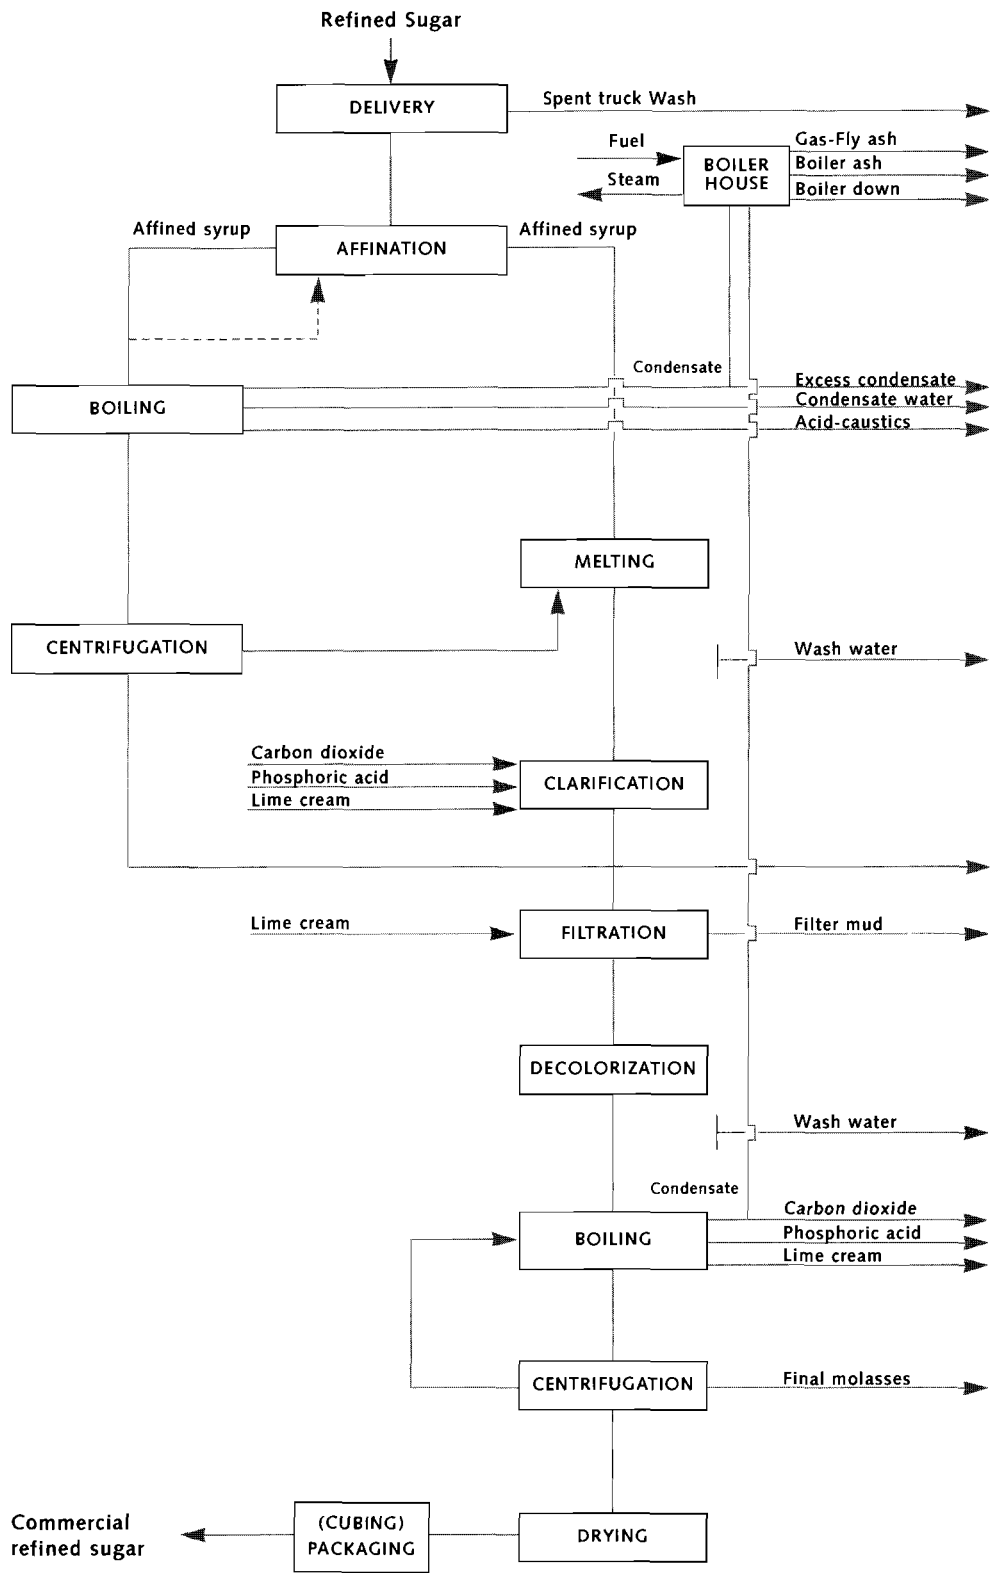 Refined Sugar
DELIVERY
Spent truck Wash
Fuel
Steam
BOILER
HOUSE
Gas-Fly ash
Boiler ash
Boiler down
Affined syrup
AFFINATION
Affined syrup
Condensate
BOILING
Excess condensate
Condensate water
Acid-caustics
MELTING
CENTRIFUGATION
Wash water
Carbon dioxide
Phosphoric acid
Lime cream
CLARIFICATION
Lime cream
FILTRATION
Filter mud
DECOLORIZATION
Wash water
Condensate
BOILING
Carbon dioxide
Phosphoric acid
Lime cream
CENTRIFUGATION
Final molasses
Commercial
refined sugar
(CUBING)
PACKAGING
DRYING